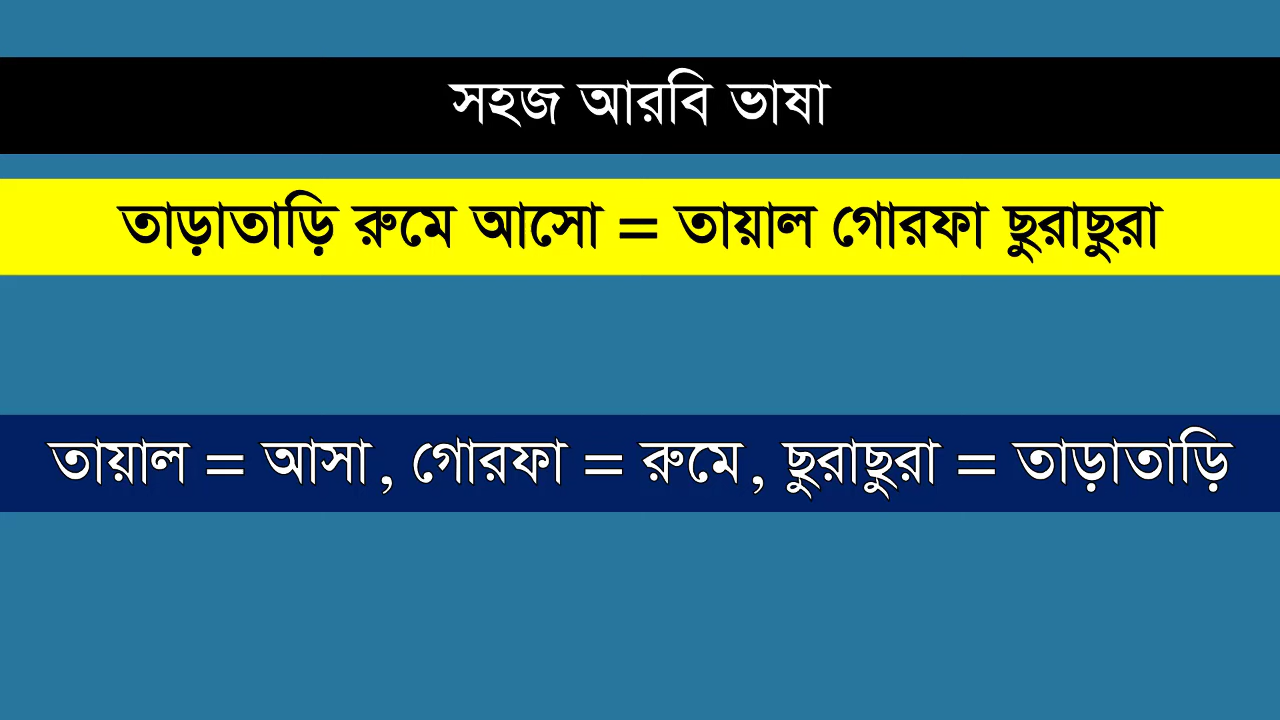 সহজ আরবি ভাষা
তাড়াতাড়ি রুমে আসো = তায়াল গোরফা ছুরাছুরা
তায়াল = আসা, গোরফা = রুমে, ছুরাছুরা = তাড়াতাড়ি